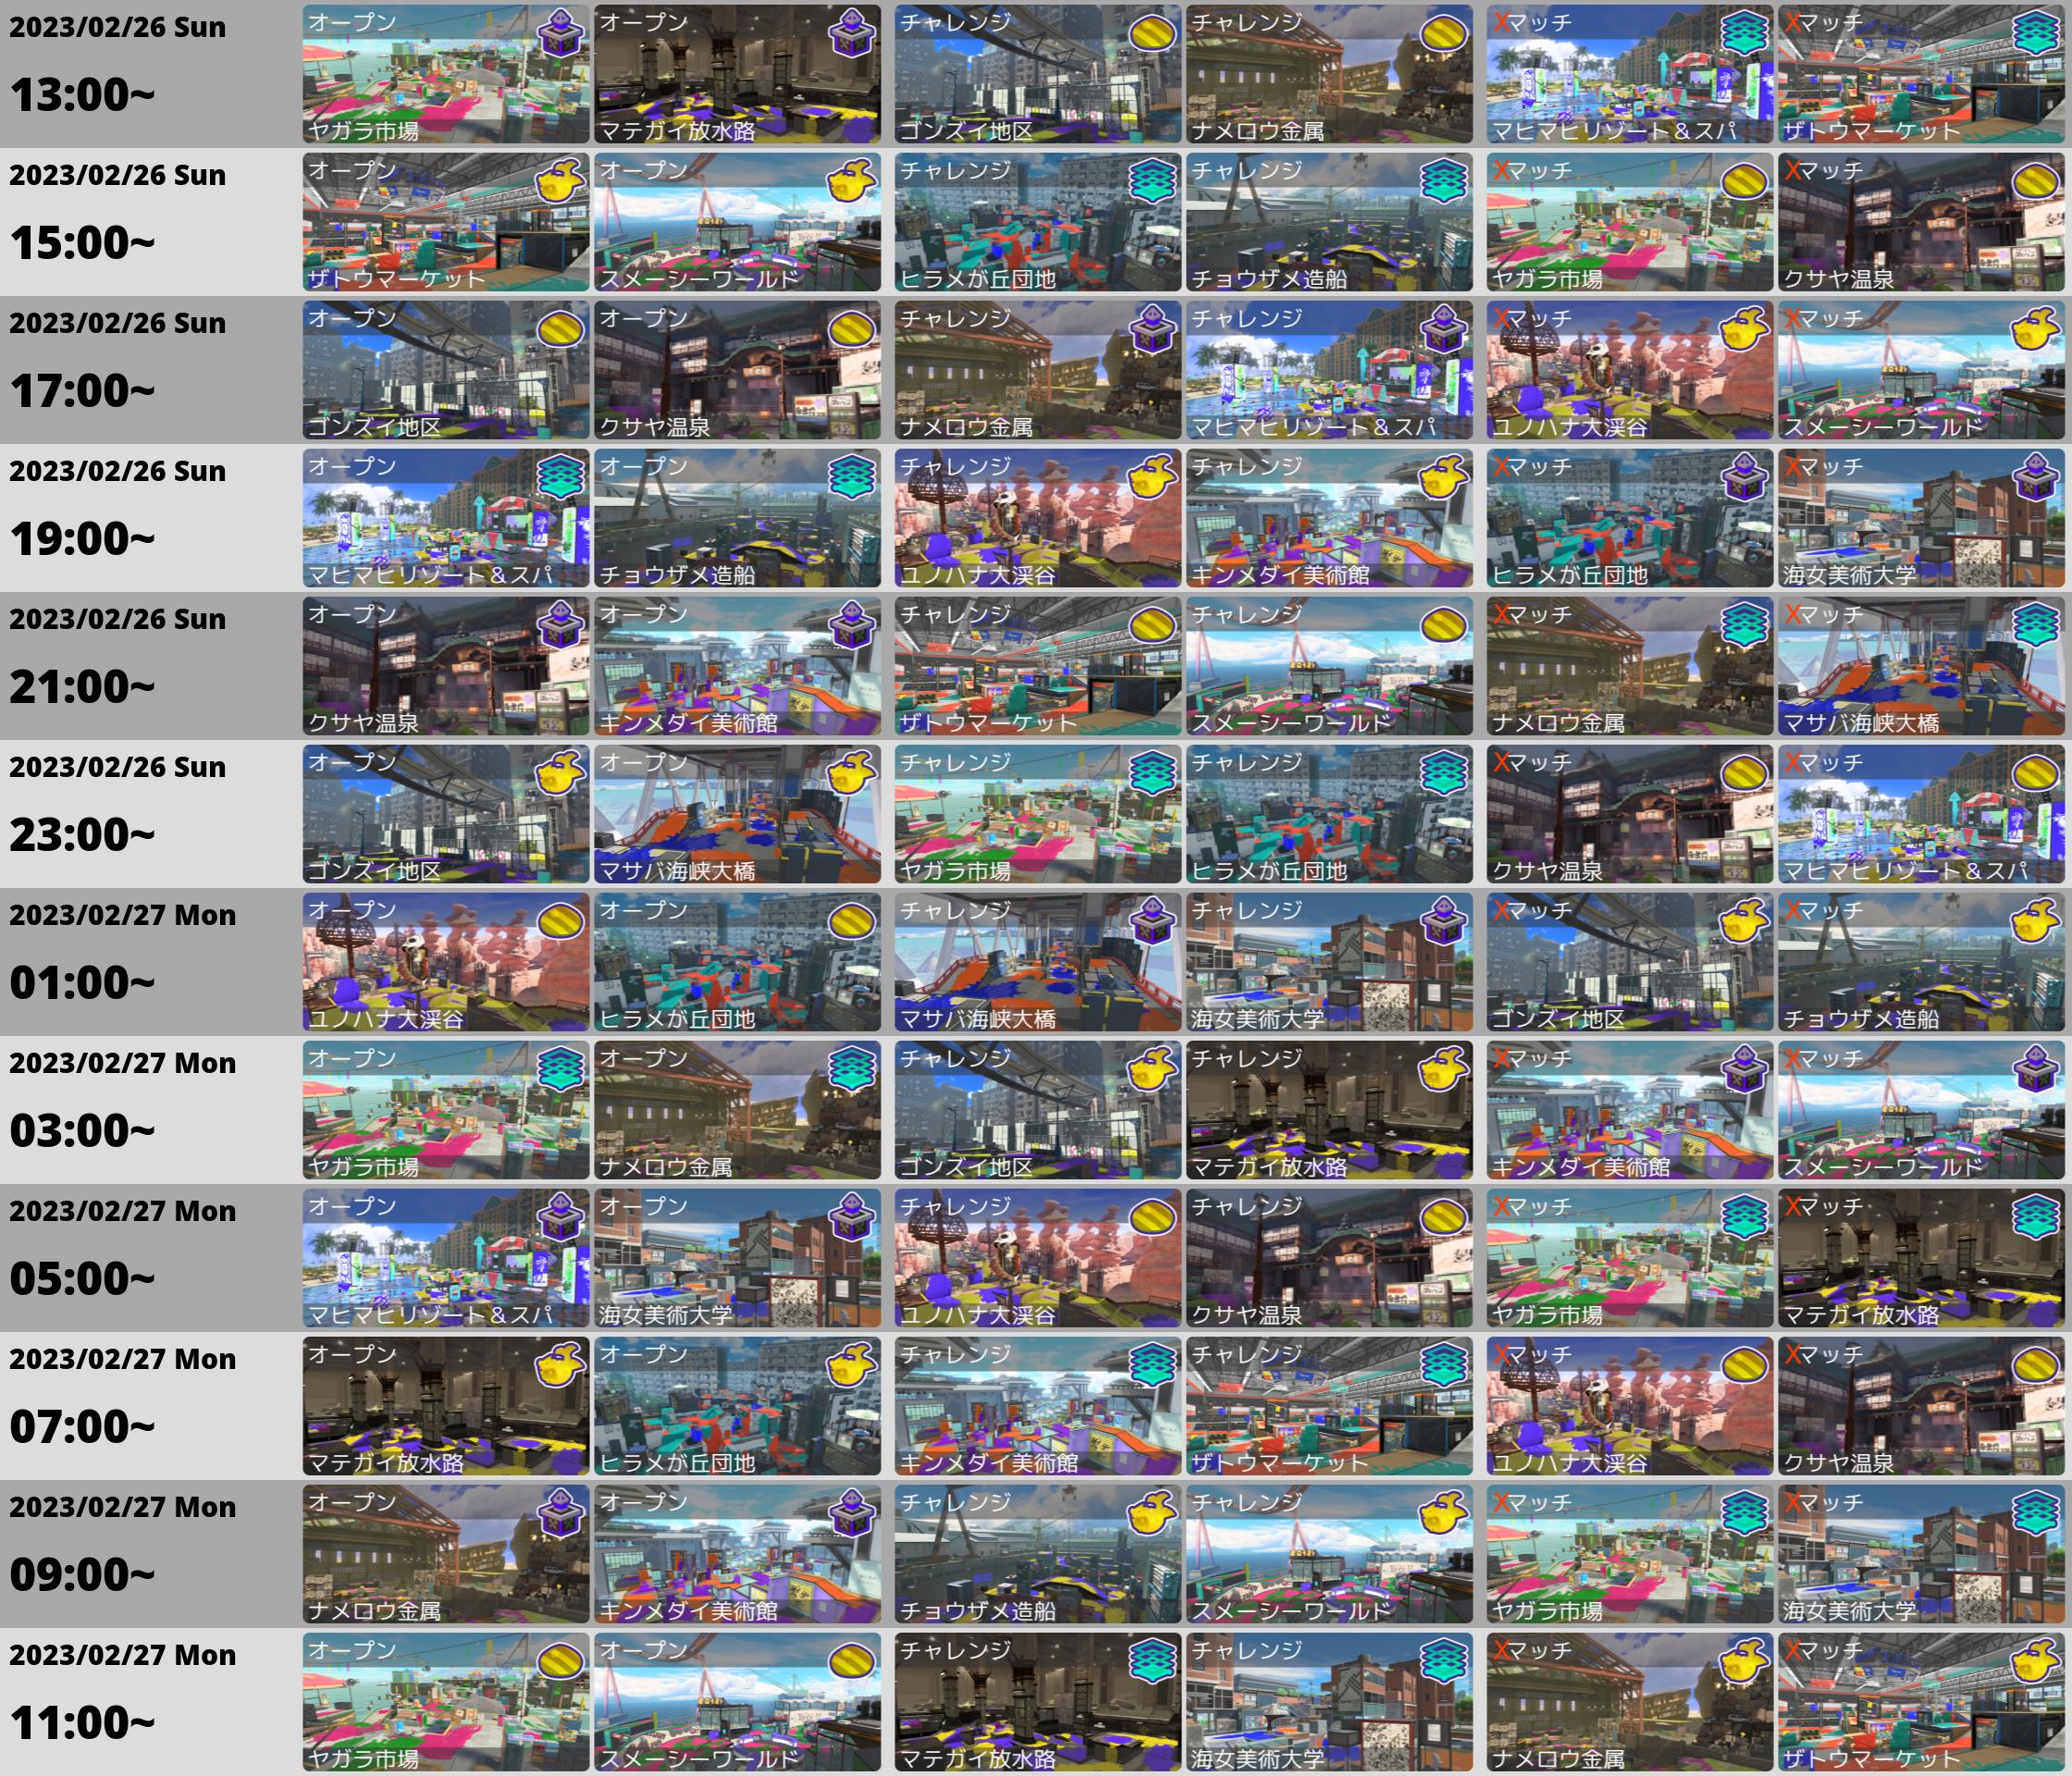 2023/02/26 Sun
13:00~
オープン オープン チャレンジ チャレンジ Xマッチ Xマッチ
ヤガラ市場 マテガイ放水路 ゴンズイ地区 ナメロウ金属 マヒマヒリゾート＆スパ ザトウマーケット
2023/02/26 Sun
15:00~
オープン オープン チャレンジ チャレンジ Xマッチ Xマッチ
ザトウマーケット スメーシーワールド ヒラメが丘団地 チョウザメ造船 ヤガラ市場 クサヤ温泉
2023/02/26 Sun
17:00~
オープン オープン チャレンジ チャレンジ Xマッチ Xマッチ
ゴンズイ地区 クサヤ温泉 ナメロウ金属 マヒマヒリゾート＆スパ ユノハナ大渓谷 スメーシーワールド
2023/02/26 Sun
19:00~
オープン オープン チャレンジ チャレンジ Xマッチ Xマッチ
マヒマヒリゾート＆スパ チョウザメ造船 ユノハナ大渓谷 キンメダイ美術館 ヒラメが丘団地 海女美術大学
2023/02/26 Sun
21:00~
オープン オープン チャレンジ チャレンジ Xマッチ Xマッチ
クサヤ温泉 キンメダイ美術館 ザトウマーケット スメーシーワールド ナメロウ金属 マサバ海峡大橋
2023/02/26 Sun
23:00~
オープン オープン チャレンジ チャレンジ Xマッチ Xマッチ
ゴンズイ地区 マサバ海峡大橋 ヤガラ市場 ヒラメが丘団地 クサヤ温泉 マヒマヒリゾート＆スパ
2023/02/27 Mon
01:00~
オープン オープン チャレンジ チャレンジ Xマッチ Xマッチ
ユノハナ大渓谷 ヒラメが丘団地 マサバ海峡大橋 海女美術大学 ゴンズイ地区 チョウザメ造船
2023/02/27 Mon
03:00~
オープン オープン チャレンジ チャレンジ Xマッチ Xマッチ
ヤガラ市場 ナメロウ金属 ゴンズイ地区 マテガイ放水路 キンメダイ美術館 スメーシーワールド
2023/02/27 Mon
05:00~
オープン オープン チャレンジ チャレンジ Xマッチ Xマッチ
マヒマヒリゾート＆スパ 海女美術大学 ユノハナ大渓谷 クサヤ温泉 ヤガラ市場 マテガイ放水路
2023/02/27 Mon
07:00~
オープン オープン チャレンジ チャレンジ Xマッチ Xマッチ
マテガイ放水路 ヒラメが丘団地 キンメダイ美術館 ザトウマーケット ユノハナ大渓谷 クサヤ温泉
2023/02/27 Mon
09:00~
オープン オープン チャレンジ チャレンジ Xマッチ Xマッチ
ナメロウ金属 キンメダイ美術館 チョウザメ造船 スメーシーワールド ヤガラ市場 海女美術大学
2023/02/27 Mon
11:00~
オープン オープン チャレンジ チャレンジ Xマッチ Xマッチ
ヤガラ市場 スメーシーワールド マテガイ放水路 海女美術大学 ナメロウ金属 ザトウマーケット